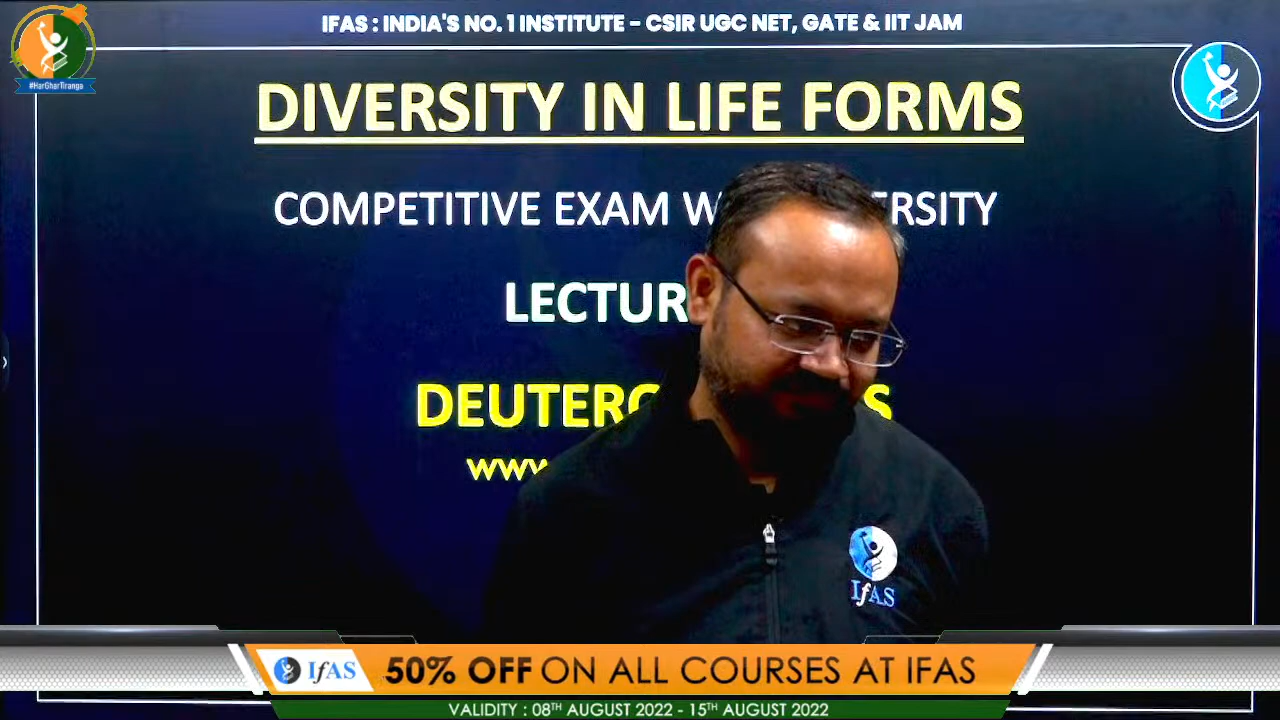 IFAS : INDIA'S NO. 1 INSTITUTE – CSIR UGC NET, GATE & IIT JAM
#HarGharTiranga
DIVERSITY IN LIFE FORMS
COMPETITIVE EXAM
LECTUR
DEUTERO S
www.
IfAS
IfAS 50% OFF ON ALL COURSES AT IFAS
VALIDITY : 08TH AUGUST 2022 - 15TH AUGUST 2022